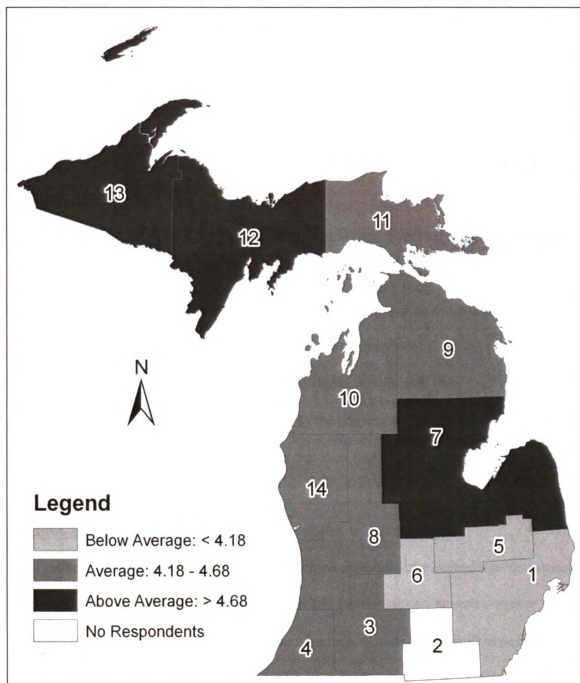 13
12
11
9
N
10
7
14
Legend
Below Average: < 4.18
8
5
Average: 4.18 - 4.68
6
1
Above Average: > 4.68
3
No Respondents
4
2